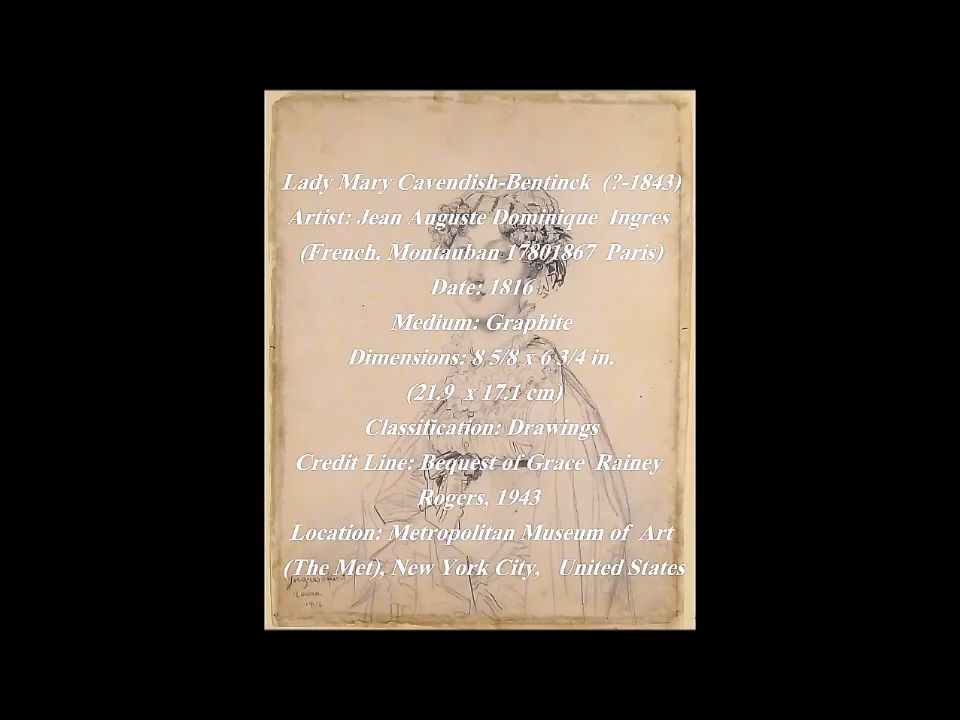 Lady Mary Cavendish-Bentinck (?-1843)
Artist: Jean Auguste Dominique Ingres
(French, Montauban 17801867 Paris)
Date: 1816
Medium: Graphite
Dimensions: 8 5/8 x 6 3/4 in.
(21.9 x 17.1 cm)
Classification: Drawings
Credit Line: Bequest of Grace Rainey
Rogers, 1943
Location: Metropolitan Museum of Art
(The Met), New York City, United States
1816